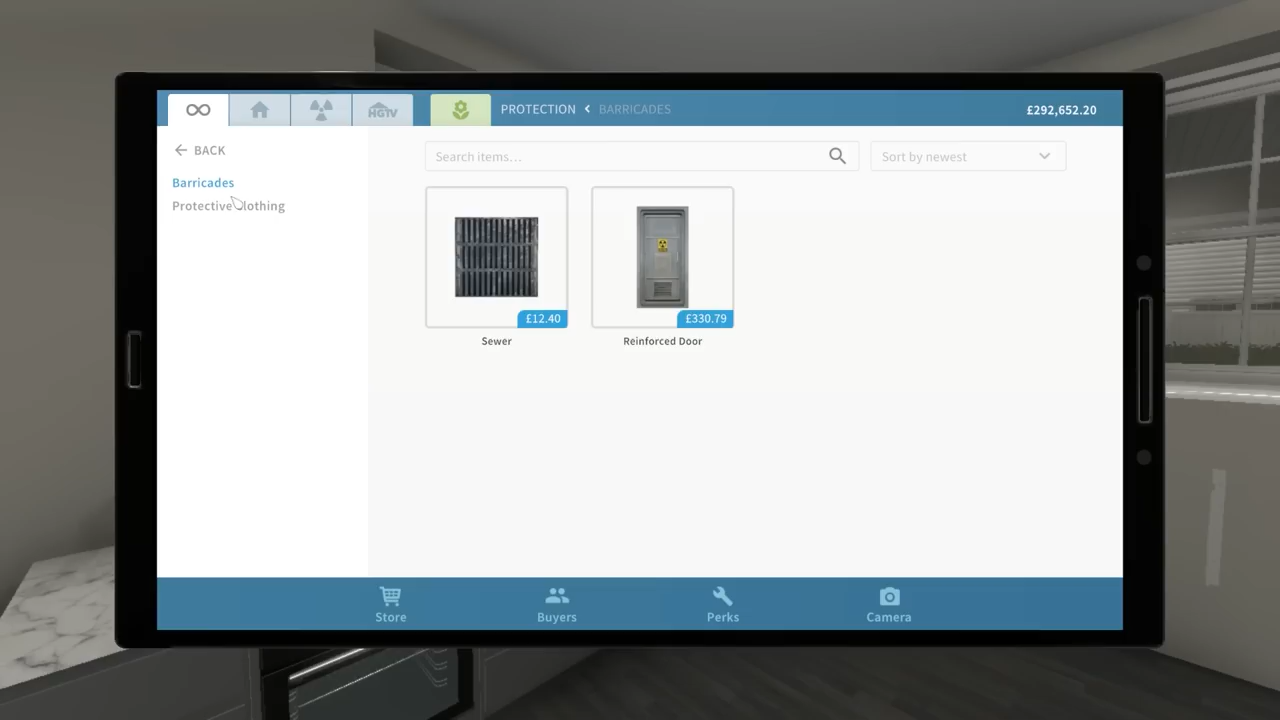 HGTV
PROTECTION < BARRICADES
£292,652.20
BACK
Barricades
Protective Clothing
Search items...
Sort by newest
£12.40
£330.79
Sewer
Reinforced Door
Store
Buyers
Perks
Camera